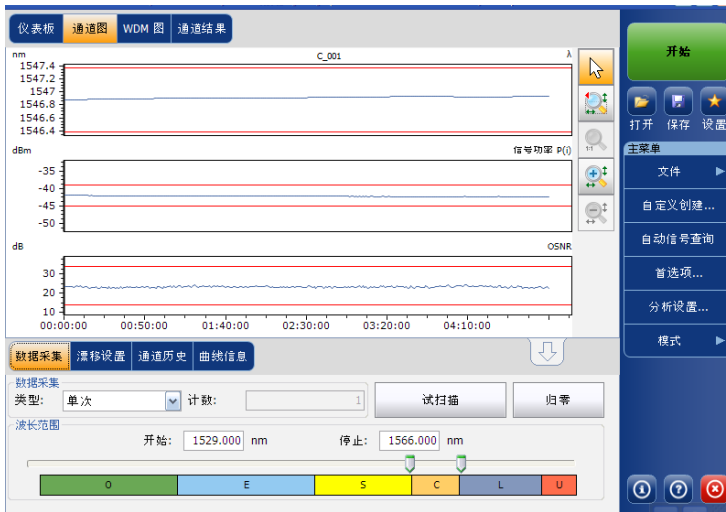 仪表板 通道图 WDM 图 通道结果
nm C_001 λ
1547.4
1547.2
1547
1546.8
1546.6
1546.4
dBm 信号功率 P(i)
-35
-40
-45
-50
dB OSNR
30
20
10
00:00:00 00:50:00 01:40:00 02:30:00 03:20:00 04:10:00
1:1
数据采集 漂移设置 通道历史 曲线信息
数据采集
类型: 单次 计数: 1 试扫描 归零
波长范围
开始: 1529.000 nm 停止: 1566.000 nm
O E S C L U
开始
打开 保存 设置
主菜单
文件
自定义创建...
自动信号查询
首选项...
分析设置...
模式